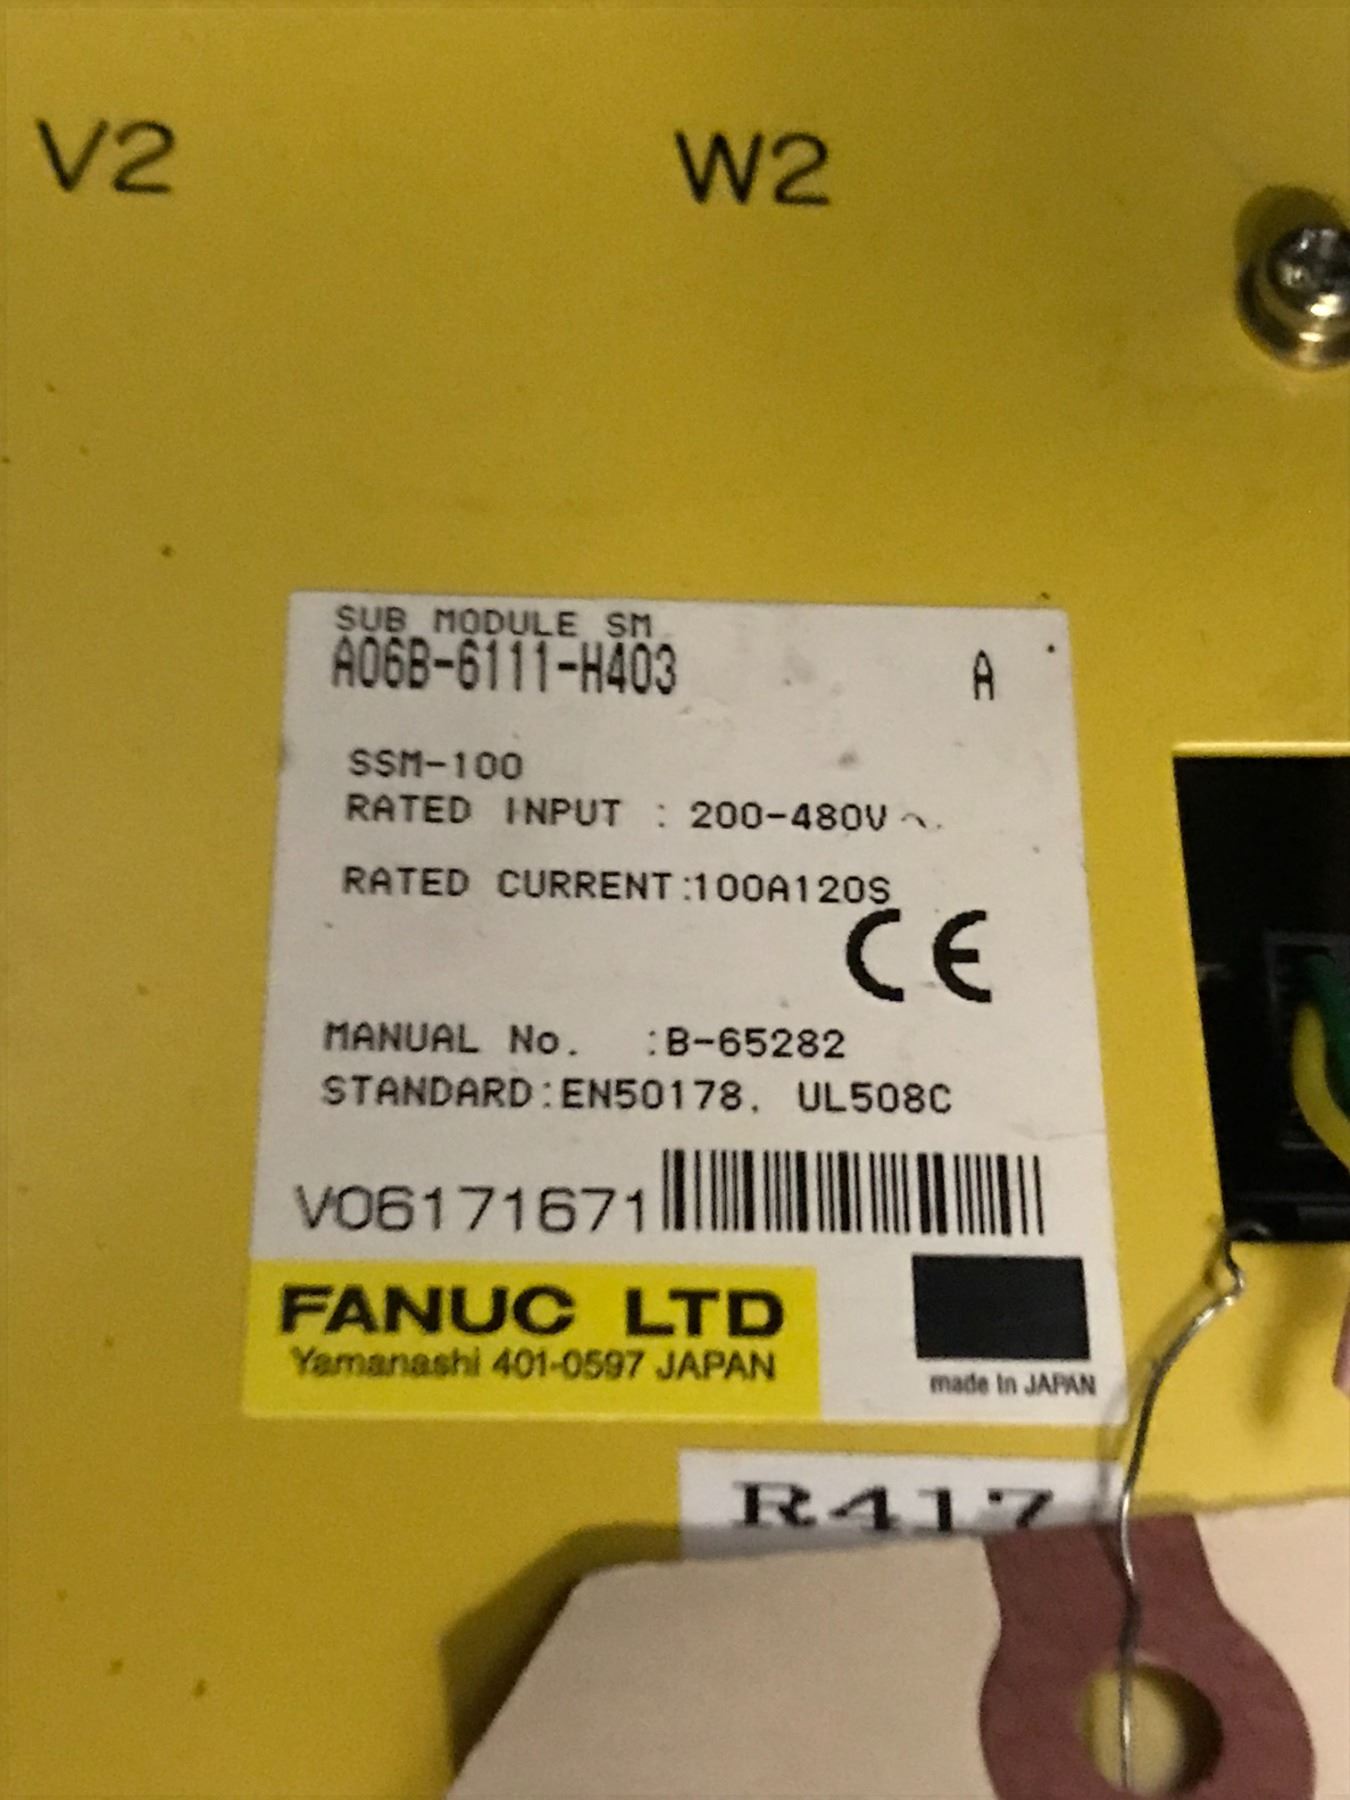 V2 W2
SUB MODULE SM
A06B-6111-H403 A
SSM-100
RATED INPUT : 200-480V ~.
RATED CURRENT:100A120S
CE
MANUAL No. :B-65282
STANDARD:EN50178. UL508C
V06171671
FANUC LTD
Yamanashi 401-0597 JAPAN
made In JAPAN
R417